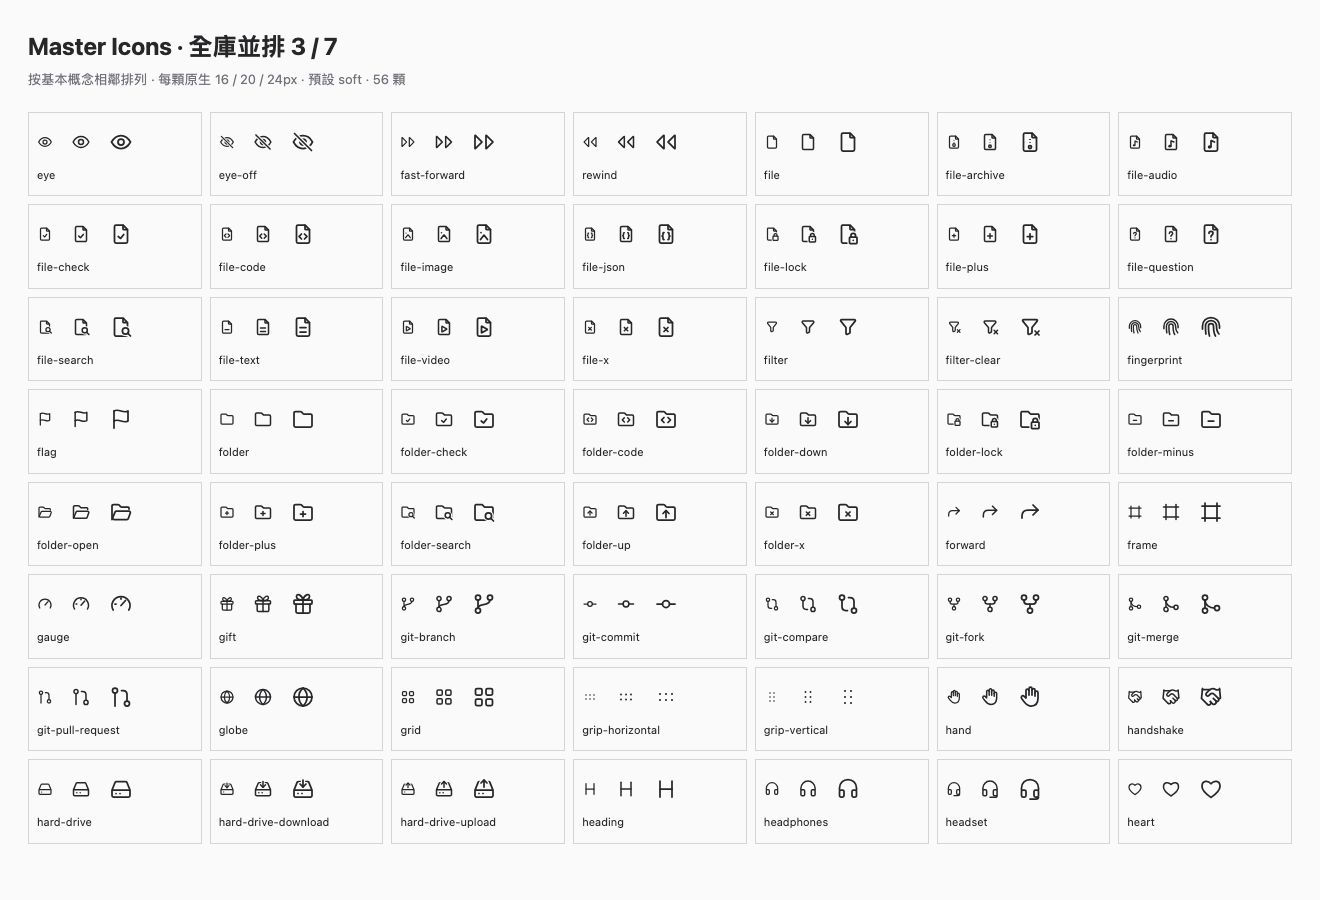 Master Icons · 全庫並排 3 / 7
按基本概念相鄰排列 · 每顆原生 16 / 20 / 24px · 預設 soft · 56 顆
eye
eye-off
fast-forward
rewind
file
file-archive
file-audio
file-check
file-code
file-image
file-json
file-lock
file-plus
file-question
file-search
file-text
file-video
file-x
filter
filter-clear
fingerprint
flag
folder
folder-check
folder-code
folder-down
folder-lock
folder-minus
folder-open
folder-plus
folder-search
folder-up
folder-x
forward
frame
gauge
gift
git-branch
git-commit
git-compare
git-fork
git-merge
git-pull-request
globe
grid
grip-horizontal
grip-vertical
hand
handshake
hard-drive
hard-drive-download
hard-drive-upload
heading
headphones
headset
heart